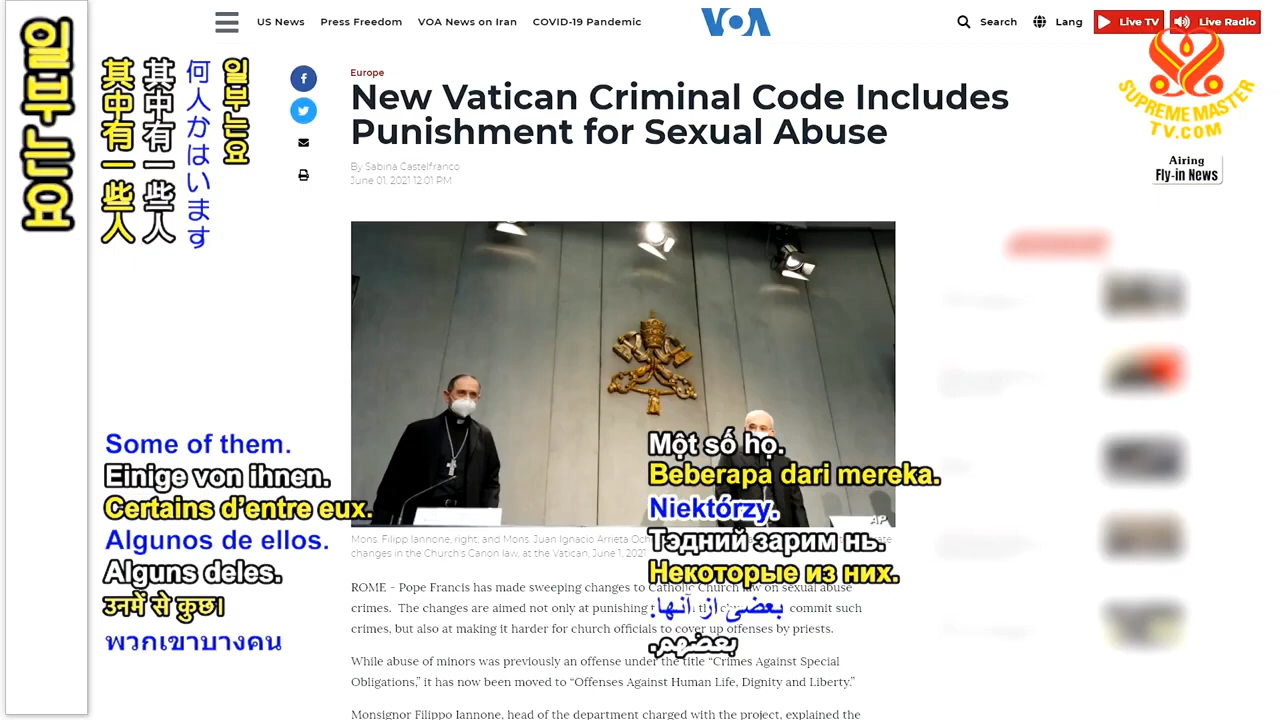 US News
Press Freedom
VOA News on Iran
COVID-19 Pandemic
VOA
Search
Lang
Live TV
Live Radio
SUPREME MASTER
TV.COM
Airing
Fly-in News
일부는요
其中有一些人
其中有一些人
何人かはいます
일부는요
Europe
New Vatican Criminal Code Includes
Punishment for Sexual Abuse
By Sabina Castelfranco
June 01, 2021 12:01 PM
Some of them.
Einige von ihnen.
Certains d'entre eux.
Algunos de ellos.
Alguns deles.
उनमें से कुछ।
พวกเขาบางคน
Một số họ.
Beberapa dari mereka.
Niektórzy.
Тэдний зарим нь.
Некоторые из них.
بعضی از آنها.
بعضهم.
AP
Mons. Filipp Iannone, right, and Mons. Juan Ignacio Arrieta
changes in the Church's Canon law, at the Vatican, June 1, 2021
ROME - Pope Francis has made sweeping changes to Catholic Church law on sexual abuse
crimes. The changes are aimed not only at punishing commit such
crimes, but also at making it harder for church officials to cover up offenses by priests.
While abuse of minors was previously an offense under the title “Crimes Against Special
Obligations,” it has now been moved to “Offenses Against Human Life, Dignity and Liberty.”
Monsignor Filippo Iannone, head of the department charged with the project, explained the